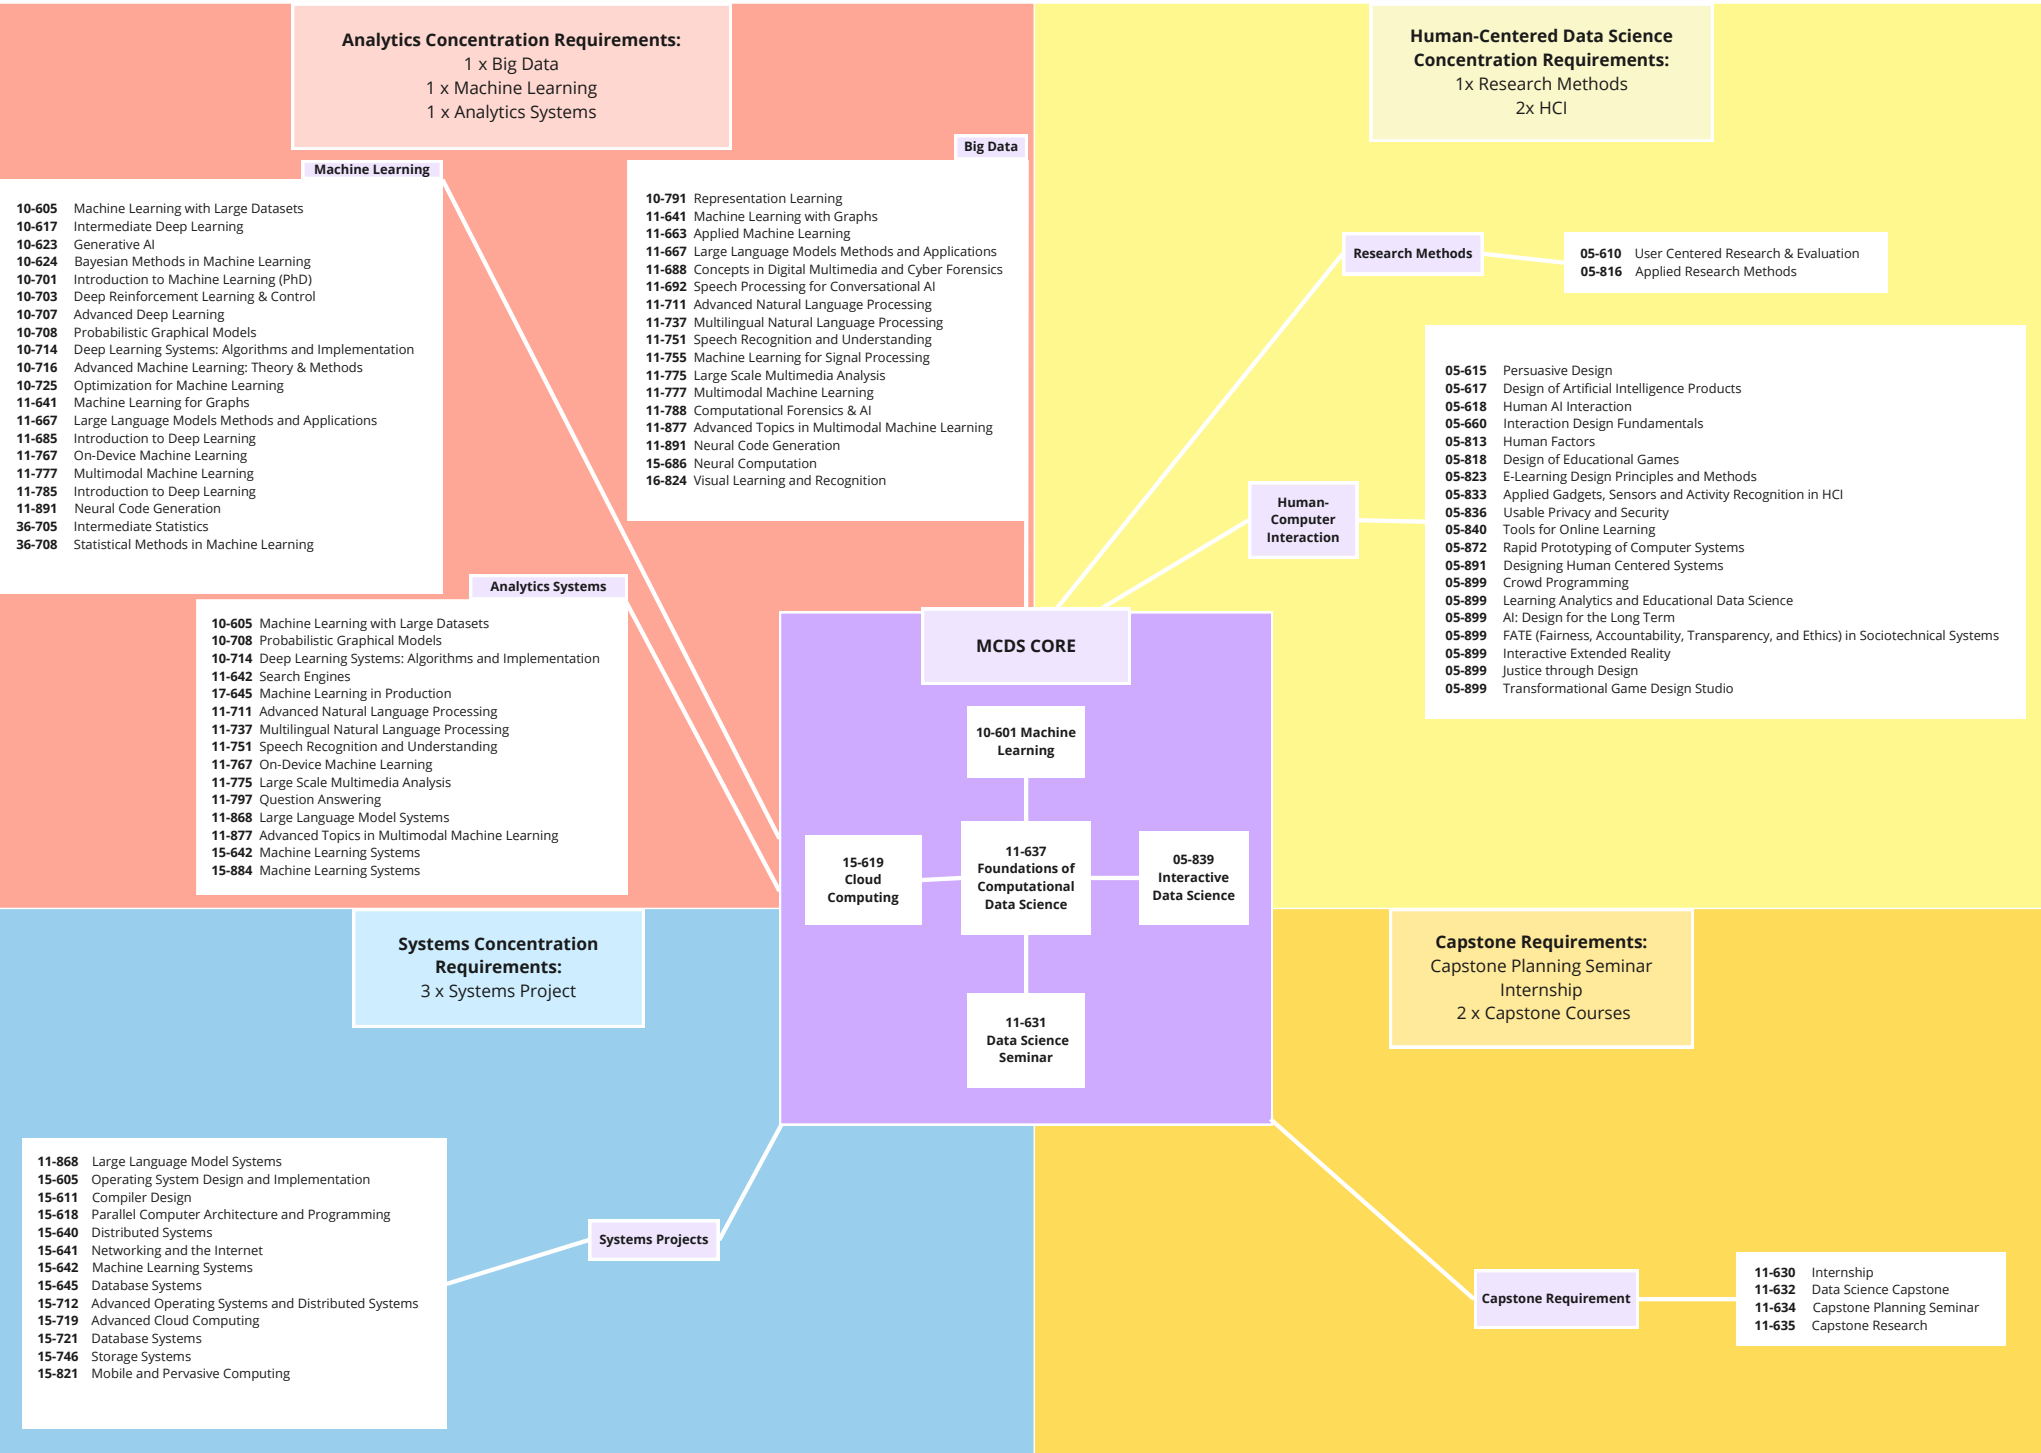 Analytics Concentration Requirements:
1 x Big Data
1 x Machine Learning
1 x Analytics Systems
Machine Learning
10-605 Machine Learning with Large Datasets
10-617 Intermediate Deep Learning
10-623 Generative AI
10-624 Bayesian Methods in Machine Learning
10-701 Introduction to Machine Learning (PhD)
10-703 Deep Reinforcement Learning & Control
10-707 Advanced Deep Learning
10-708 Probabilistic Graphical Models
10-714 Deep Learning Systems: Algorithms and Implementation
10-716 Advanced Machine Learning: Theory & Methods
10-725 Optimization for Machine Learning
11-641 Machine Learning for Graphs
11-667 Large Language Models Methods and Applications
11-685 Introduction to Deep Learning
11-767 On-Device Machine Learning
11-777 Multimodal Machine Learning
11-785 Introduction to Deep Learning
11-891 Neural Code Generation
36-705 Intermediate Statistics
36-708 Statistical Methods in Machine Learning
Big Data
10-791 Representation Learning
11-641 Machine Learning with Graphs
11-663 Applied Machine Learning
11-667 Large Language Models Methods and Applications
11-688 Concepts in Digital Multimedia and Cyber Forensics
11-692 Speech Processing for Conversational AI
11-711 Advanced Natural Language Processing
11-737 Multilingual Natural Language Processing
11-751 Speech Recognition and Understanding
11-755 Machine Learning for Signal Processing
11-775 Large Scale Multimedia Analysis
11-777 Multimodal Machine Learning
11-788 Computational Forensics & AI
11-877 Advanced Topics in Multimodal Machine Learning
11-891 Neural Code Generation
15-686 Neural Computation
16-824 Visual Learning and Recognition
Analytics Systems
10-605 Machine Learning with Large Datasets
10-708 Probabilistic Graphical Models
10-714 Deep Learning Systems: Algorithms and Implementation
11-642 Search Engines
17-645 Machine Learning in Production
11-711 Advanced Natural Language Processing
11-737 Multilingual Natural Language Processing
11-751 Speech Recognition and Understanding
11-767 On-Device Machine Learning
11-775 Large Scale Multimedia Analysis
11-797 Question Answering
11-868 Large Language Model Systems
11-877 Advanced Topics in Multimodal Machine Learning
15-642 Machine Learning Systems
15-884 Machine Learning Systems
Human-Centered Data Science
Concentration Requirements:
1x Research Methods
2x HCI
Research Methods
05-610 User Centered Research & Evaluation
05-816 Applied Research Methods
Human-
Computer
Interaction
05-615 Persuasive Design
05-617 Design of Artificial Intelligence Products
05-618 Human AI Interaction
05-660 Interaction Design Fundamentals
05-813 Human Factors
05-818 Design of Educational Games
05-823 E-Learning Design Principles and Methods
05-833 Applied Gadgets, Sensors and Activity Recognition in HCI
05-836 Usable Privacy and Security
05-840 Tools for Online Learning
05-872 Rapid Prototyping of Computer Systems
05-891 Designing Human Centered Systems
05-899 Crowd Programming
05-899 Learning Analytics and Educational Data Science
05-899 AI: Design for the Long Term
05-899 FATE (Fairness, Accountability, Transparency, and Ethics) in Sociotechnical Systems
05-899 Interactive Extended Reality
05-899 Justice through Design
05-899 Transformational Game Design Studio
MCDS CORE
10-601 Machine
Learning
15-619
Cloud
Computing
11-637
Foundations of
Computational
Data Science
05-839
Interactive
Data Science
11-631
Data Science
Seminar
Systems Concentration
Requirements:
3 x Systems Project
11-868 Large Language Model Systems
15-605 Operating System Design and Implementation
15-611 Compiler Design
15-618 Parallel Computer Architecture and Programming
15-640 Distributed Systems
15-641 Networking and the Internet
15-642 Machine Learning Systems
15-645 Database Systems
15-712 Advanced Operating Systems and Distributed Systems
15-719 Advanced Cloud Computing
15-721 Database Systems
15-746 Storage Systems
15-821 Mobile and Pervasive Computing
Systems Projects
Capstone Requirements:
Capstone Planning Seminar
Internship
2 x Capstone Courses
Capstone Requirement
11-630 Internship
11-632 Data Science Capstone
11-634 Capstone Planning Seminar
11-635 Capstone Research